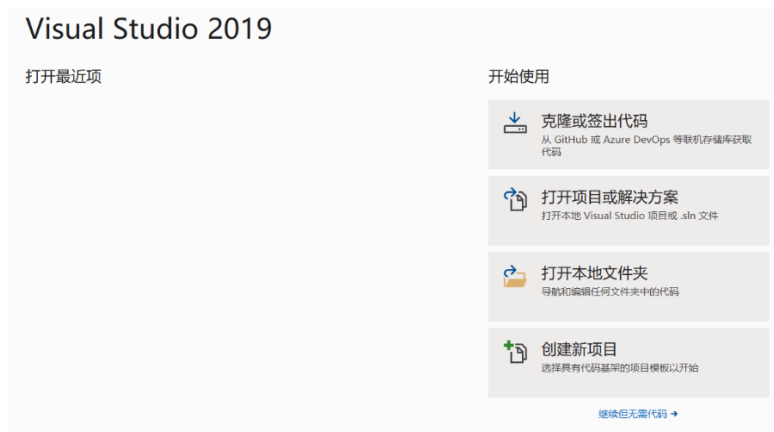 Visual Studio 2019
打开最近项
开始使用
克隆或签出代码
从 GitHub 或 Azure DevOps 等联机存储库获取
代码
打开项目或解决方案
打开本地 Visual Studio 项目或 .sln 文件
打开本地文件夹
导航和编辑任何文件夹中的代码
创建新项目
选择具有代码基架的项目模板以开始
继续但无需代码 →